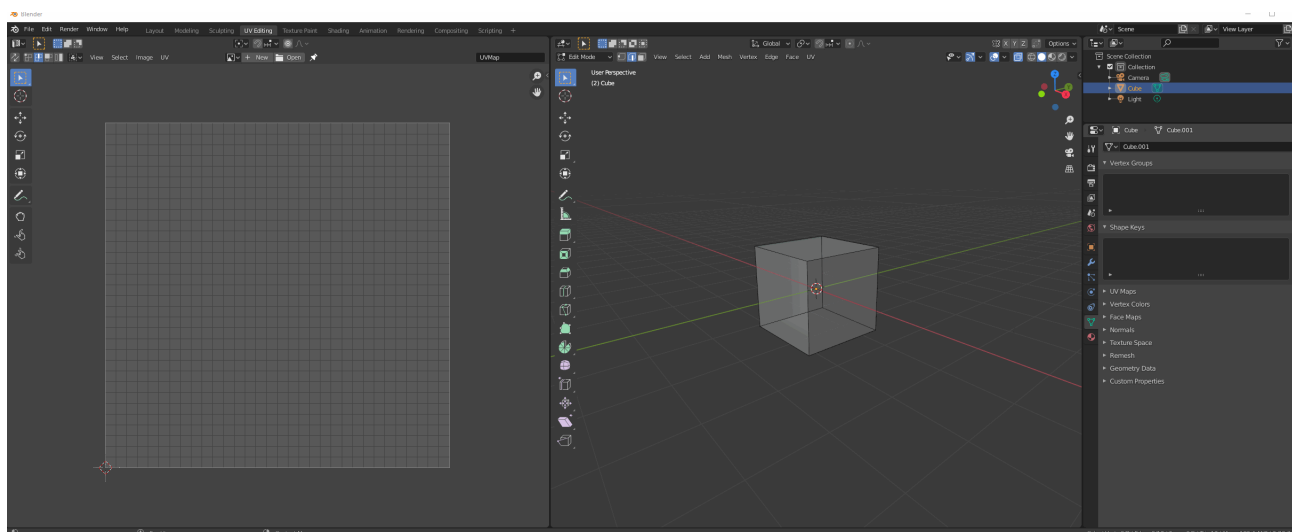 Blender
File Edit Render Window Help Layout Modeling Sculpting UV Editing Texture Paint Shading Animation Rendering Compositing Scripting + Scene View Layer
Global X Y Z Options
View Select Image UV + New Open UVMap Edit Mode View Select Add Mesh Vertex Edge Face UV
Scene Collection
Collection
Camera
Cube
Light
User Perspective
(2) Cube
Z
Cube Cube.001
Cube.001
Vertex Groups
Shape Keys
UV Maps
Vertex Colors
Face Maps
Normals
Texture Space
Remesh
Geometry Data
Custom Properties